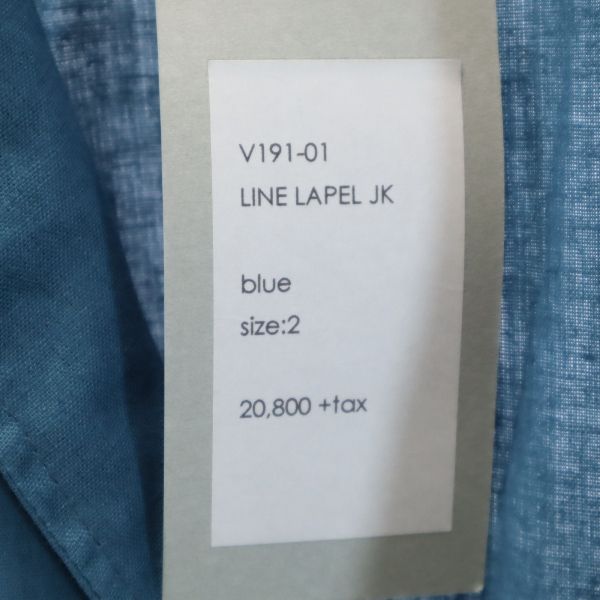 V191-01
LINE LAPEL JK
blue
size:2
20,800 +tax